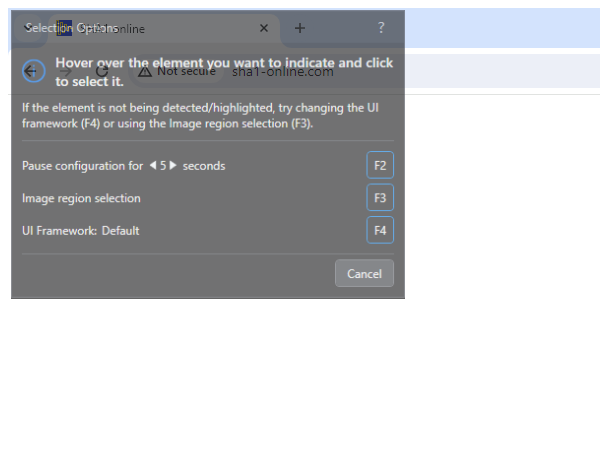 Selection Options
online
?
Hover over the element you want to indicate and click
to select it.
Not secure
sha1-online.com
If the element is not being detected/highlighted, try changing the UI
framework (F4) or using the Image region selection (F3).
Pause configuration for 5 seconds
F2
Image region selection
F3
UI Framework: Default
F4
Cancel